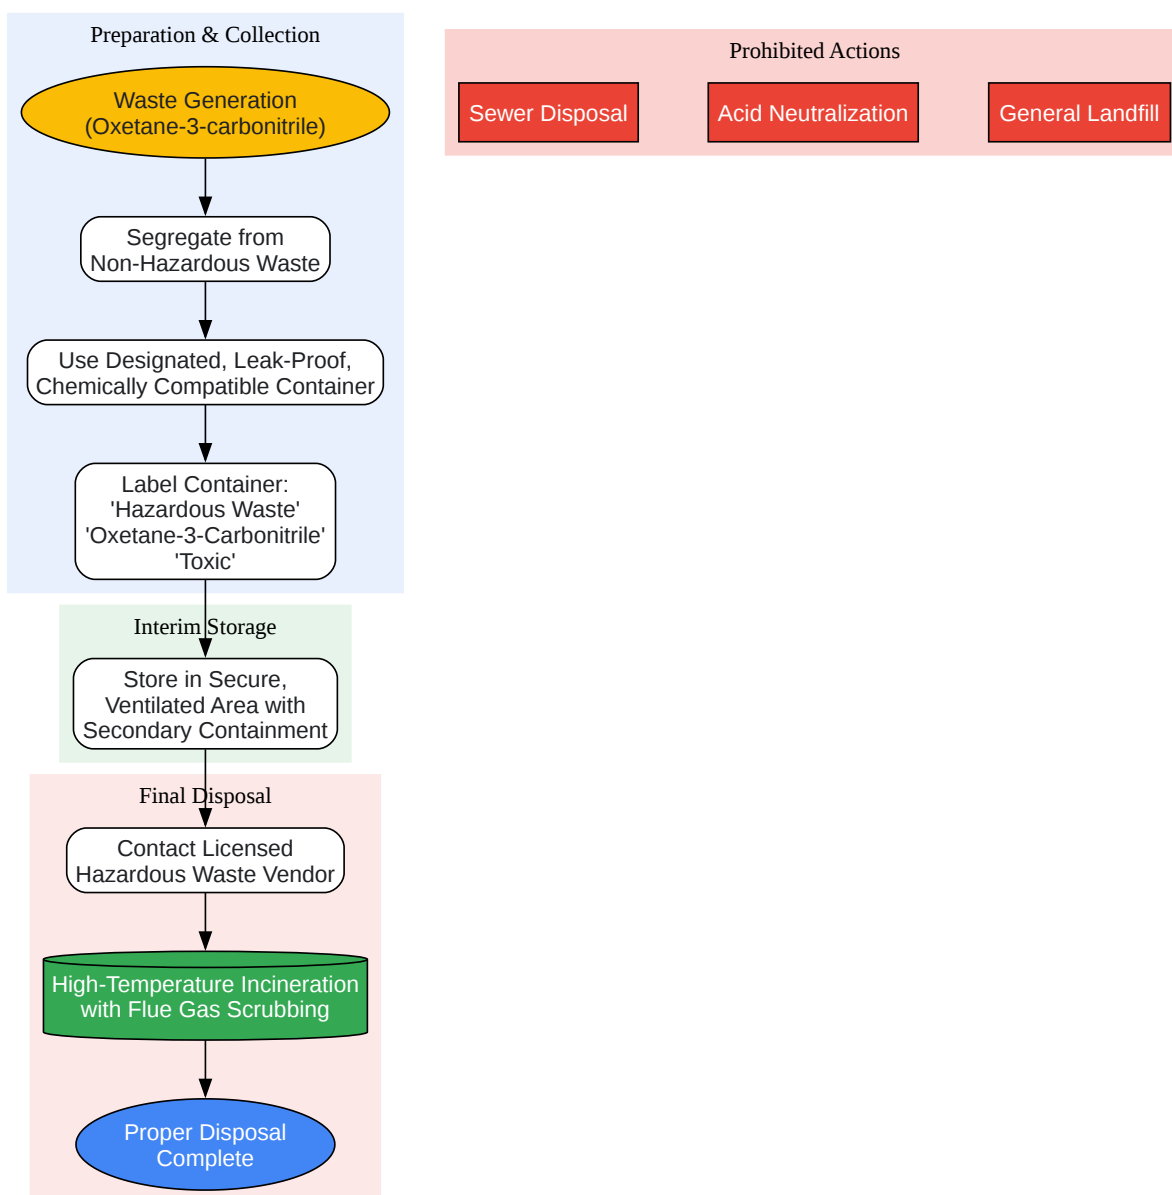 Preparation & Collection
Waste Generation
(Oxetane-3-carbonitrile)
Segregate from
Non-Hazardous Waste
Use Designated, Leak-Proof,
Chemically Compatible Container
Label Container:
'Hazardous Waste'
'Oxetane-3-Carbonitrile'
'Toxic'
Interim Storage
Store in Secure,
Ventilated Area with
Secondary Containment
Final Disposal
Contact Licensed
Hazardous Waste Vendor
High-Temperature Incineration
with Flue Gas Scrubbing
Proper Disposal
Complete
Prohibited Actions
Sewer Disposal
Acid Neutralization
General Landfill